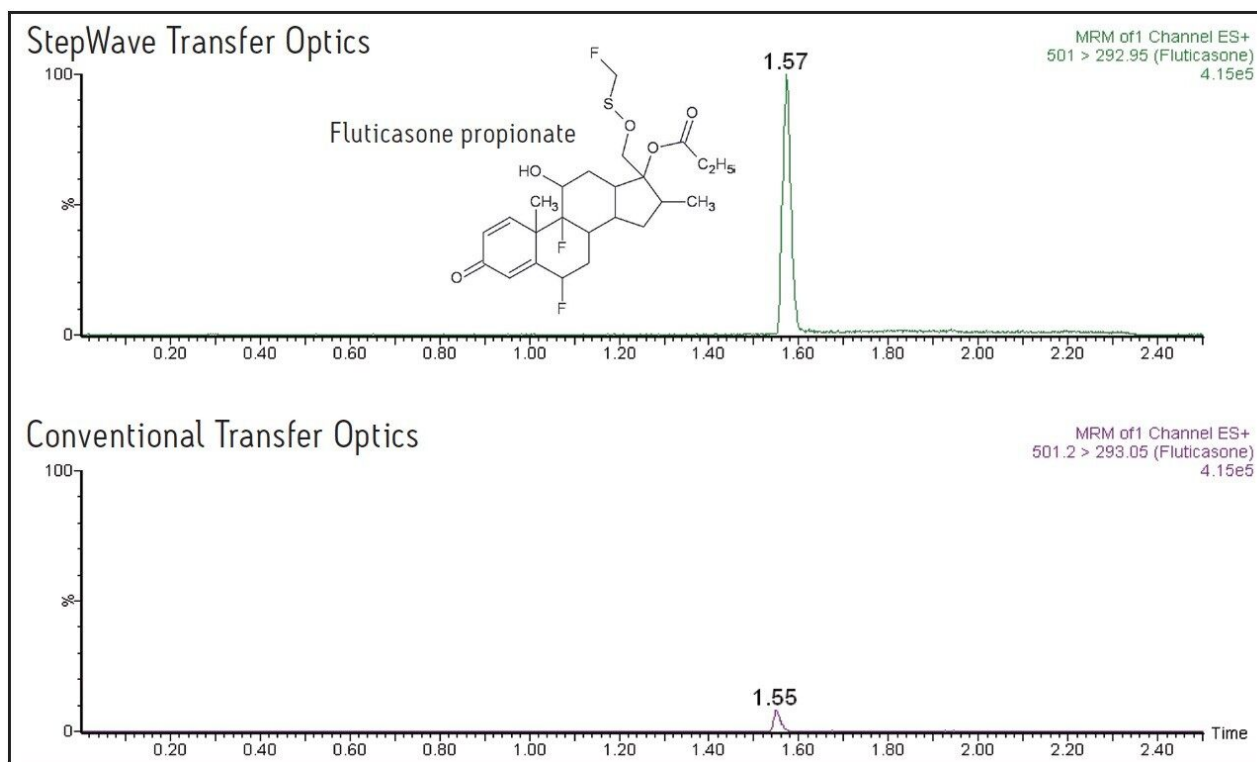 StepWave Transfer Optics
MRM of1 Channel ES+
501 > 292.95 (Fluticasone)
4.15e5
1.57
100
%
0
Fluticasone propionate
F
S
O
O
O
C2H5
HO
CH3
CH3
F
O
F
0.20 0.40 0.60 0.80 1.00 1.20 1.40 1.60 1.80 2.00 2.20 2.40
Conventional Transfer Optics
MRM of1 Channel ES+
501.2 > 293.05 (Fluticasone)
4.15e5
100
%
1.55
0
Time
0.20 0.40 0.60 0.80 1.00 1.20 1.40 1.60 1.80 2.00 2.20 2.40